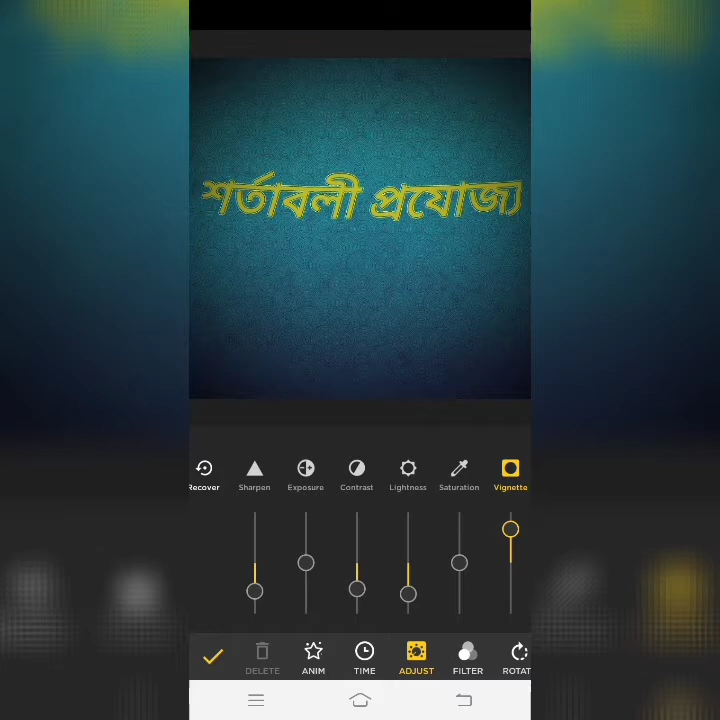 শর্তাবলী প্রযোজ্য
Recover Sharpen Exposure Contrast Lightness Saturation Vignette
DELETE ANIM TIME ADJUST FILTER ROTAT